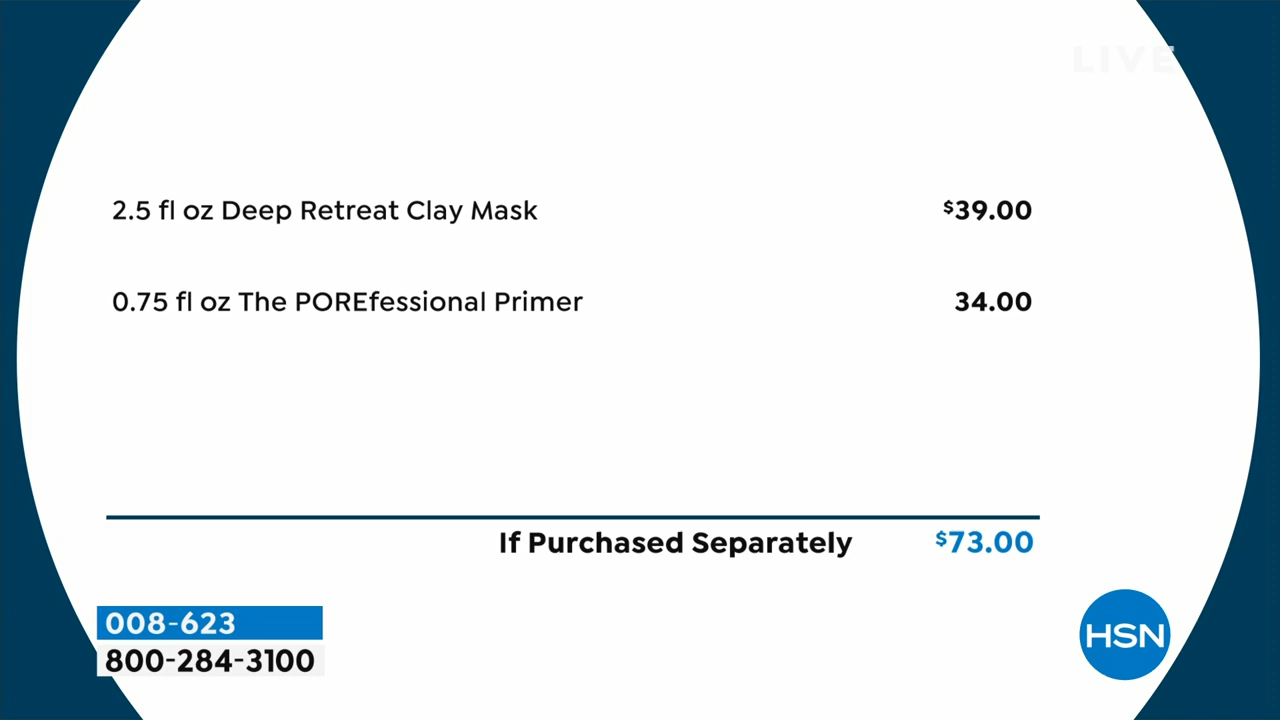 LIVE
2.5 fl oz Deep Retreat Clay Mask $39.00
0.75 fl oz The POREfessional Primer 34.00
If Purchased Separately $73.00
008-623
800-284-3100
HSN